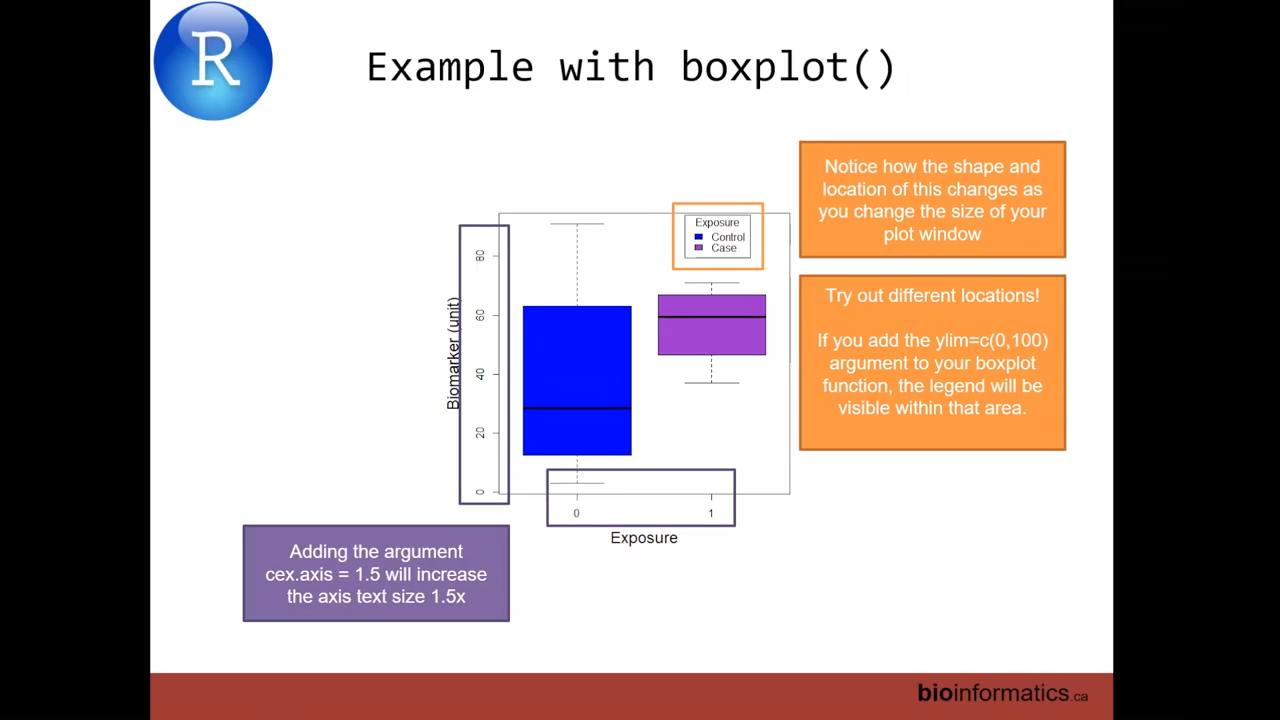 R
Example with boxplot()
Notice how the shape and
location of this changes as
you change the size of your
plot window
Try out different locations!
If you add the ylim=c(0,100)
argument to your boxplot
function, the legend will be
visible within that area.
Exposure
Control
Case
Biomarker (unit)
80
60
40
20
0
0 1
Exposure
Adding the argument
cex.axis = 1.5 will increase
the axis text size 1.5x
bioinformatics.ca